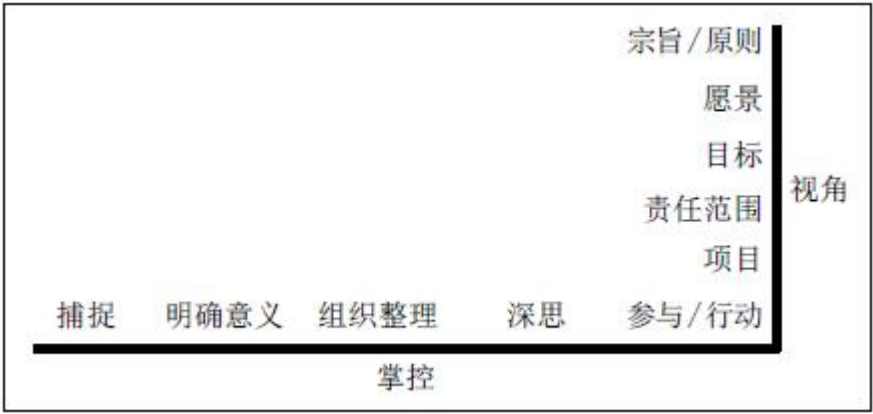 宗旨/原则
愿景
目标
视角
责任范围
项目
捕捉 明确意义 组织整理 深思 参与/行动
掌控